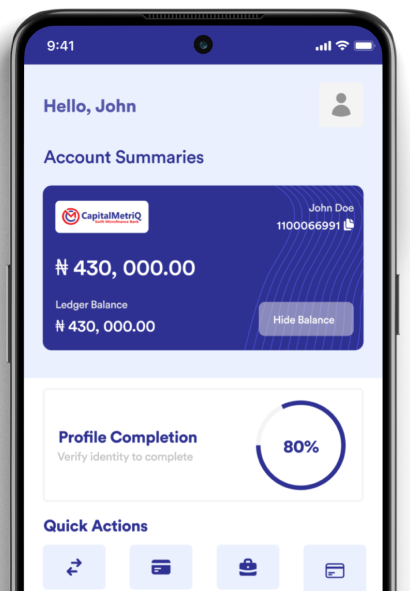 9:41
Hello, John
Account Summaries
CapitalMetriQ
Swift Microfinance Bank
John Doe
1100066991
₦ 430, 000.00
Ledger Balance
₦ 430, 000.00
Hide Balance
Profile Completion
Verify identity to complete
80%
Quick Actions